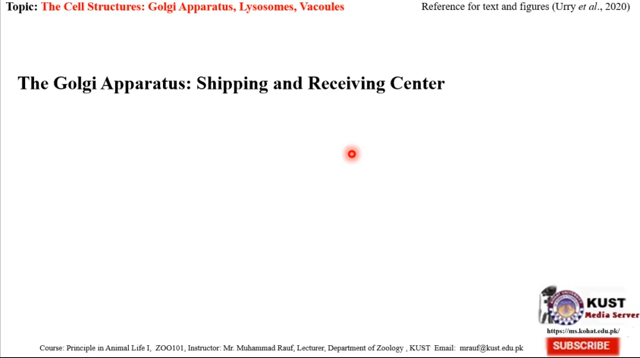 Topic: The Cell Structures: Golgi Apparatus, Lysosomes, Vacoules
Reference for text and figures (Urry et al., 2020)
The Golgi Apparatus: Shipping and Receiving Center
KUST
Media Server
https://ms.kohat.edu.pk/
SUBSCRIBE
Course: Principle in Animal Life I, ZOO101, Instructor: Mr. Muhammad Rauf, Lecturer, Department of Zoology , KUST Email: mrauf@kust.edu.pk